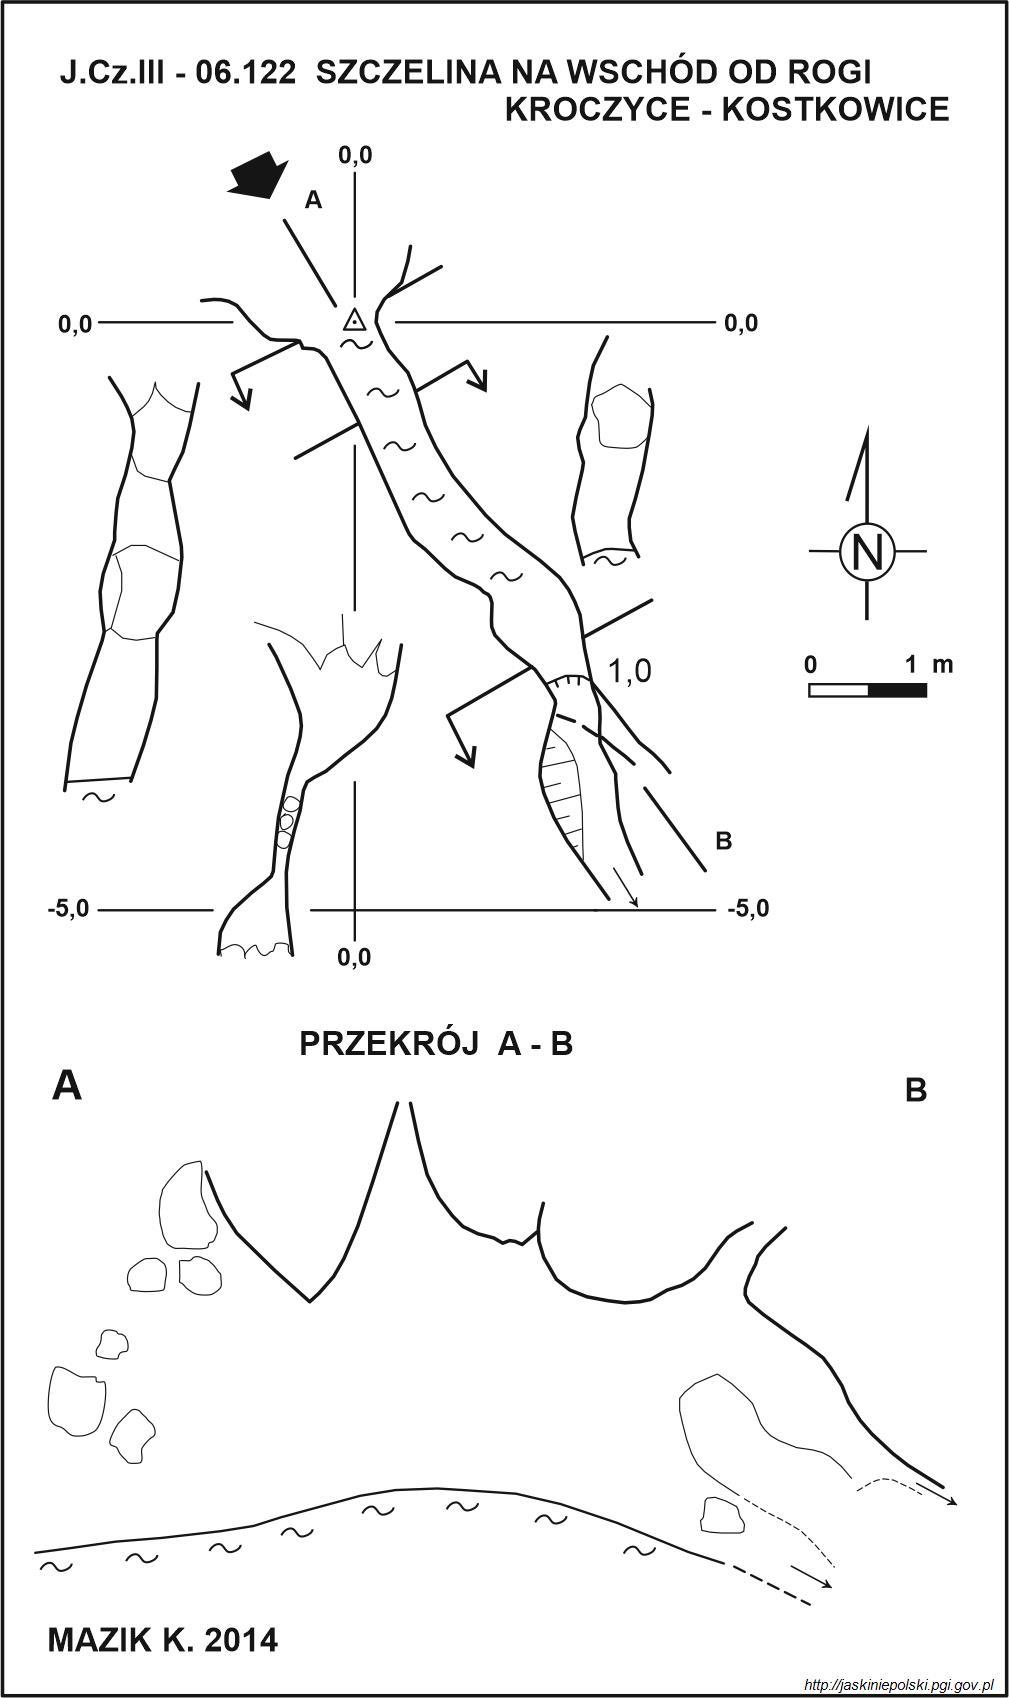 J.Cz.III - 06.122 SZCZELINA NA WSCHÓD OD ROGI
KROCZYCE - KOSTKOWICE
0,0
A
0,0
0,0
N
0 1 m
1,0
B
-5,0
-5,0
0,0
PRZEKRÓJ A - B
A
B
MAZIK K. 2014
http://jaskiniepolski.pgi.gov.pl